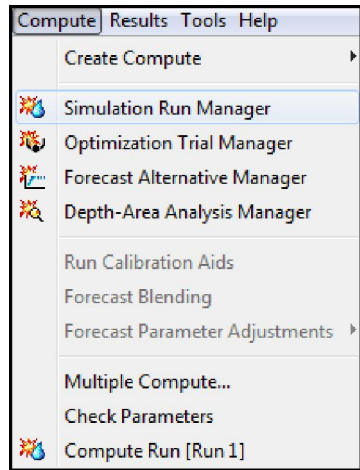 Compute Results Tools Help
Create Compute
Simulation Run Manager
Optimization Trial Manager
Forecast Alternative Manager
Depth-Area Analysis Manager
Run Calibration Aids
Forecast Blending
Forecast Parameter Adjustments
Multiple Compute...
Check Parameters
Compute Run [Run 1]